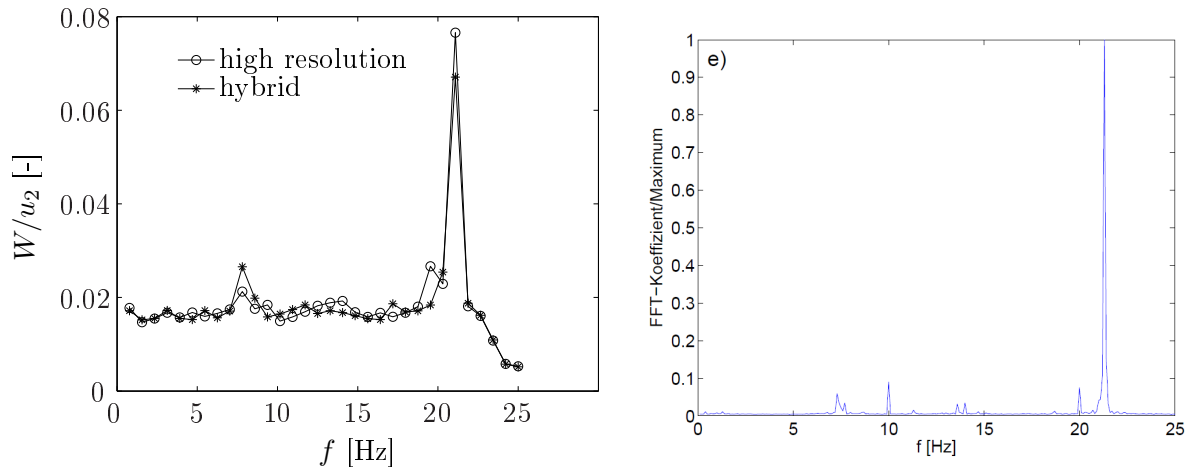 0.08
0.06
0.04
0.02
0
W/u₂ [-]
high resolution
hybrid
0 5 10 15 20 25
f [Hz]
e)
1
0.9
0.8
0.7
0.6
0.5
0.4
0.3
0.2
0.1
0
FFT-Koeffizient/Maximum
0 5 10 15 20 25
f [Hz]